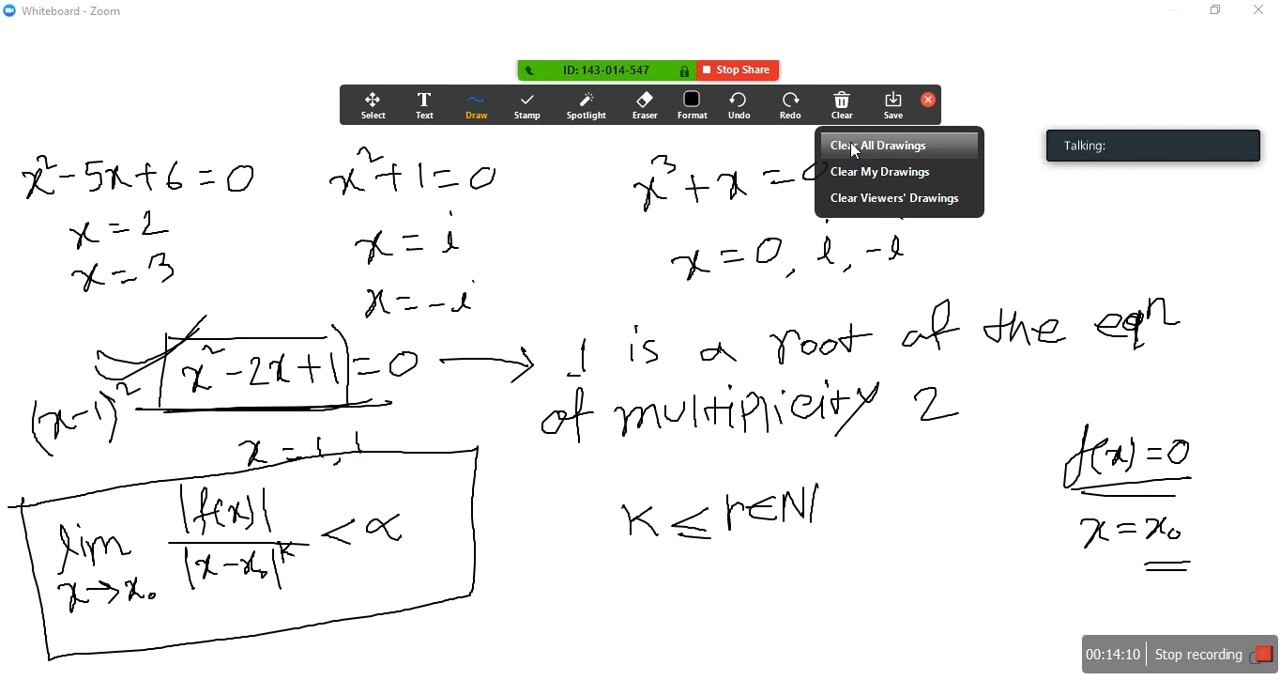 Whiteboard - Zoom
ID: 143-014-547 Stop Share
Select Text Draw Stamp Spotlight Eraser Format Undo Redo Clear Save
Clear All Drawings
Clear My Drawings
Clear Viewers' Drawings
Talking:
x² - 5x + 6 = 0
x = 2
x = 3
x² + 1 = 0
x = i
x = -i
x³ + x = 0
x = 0, i, -i
x² - 2x + 1 = 0 → 1 is a root of the eqn
of multiplicity 2
(x-1)²
x = 1, 1
lim x→x₀ |f(x)| / |x - x₀|^k < ∝
K ≤ r ∈ ℕ
f(x) = 0
x = x₀
00:14:10 Stop recording